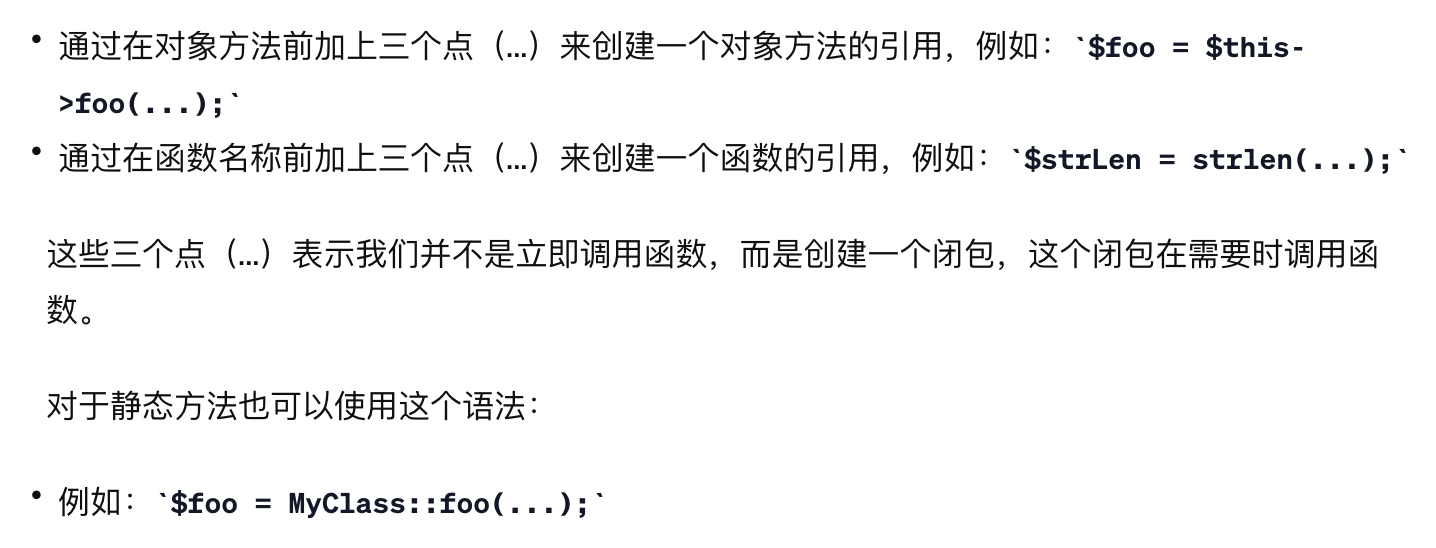 • 通过在对象方法前加上三个点（…）来创建一个对象方法的引用，例如：`$foo = $this-
>foo(...);`
• 通过在函数名称前加上三个点（…）来创建一个函数的引用，例如：`$strLen = strlen(...);`
这些三个点（…）表示我们并不是立即调用函数，而是创建一个闭包，这个闭包在需要时调用函
数。
对于静态方法也可以使用这个语法：
• 例如：`$foo = MyClass::foo(...);`